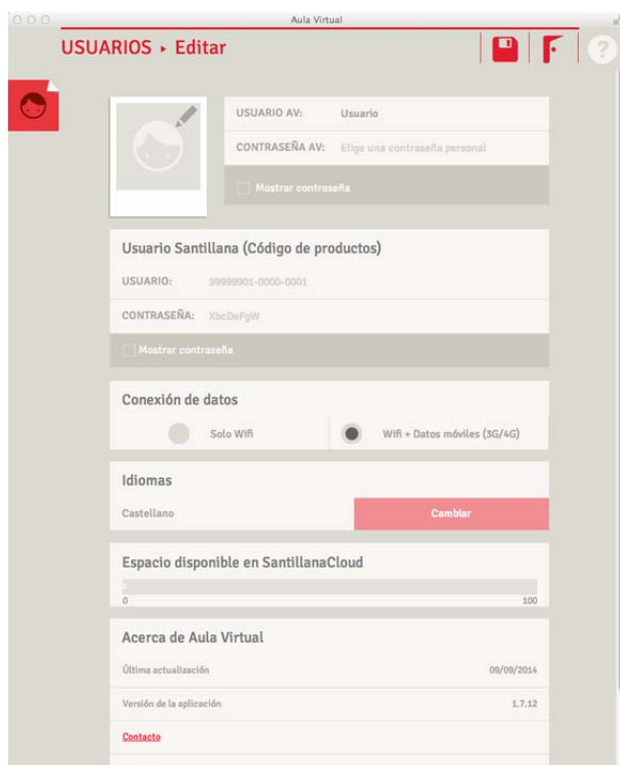 Aula Virtual
USUARIOS ▸ Editar
?
USUARIO AV: Usuario
CONTRASEÑA AV: Elige una contraseña personal
Mostrar contraseña
Usuario Santillana (Código de productos)
USUARIO: 99999901-0000-0001
CONTRASEÑA: XbcDeFgW
Mostrar contraseña
Conexión de datos
Solo Wifi Wifi + Datos móviles (3G/4G)
Idiomas
Castellano Cambiar
Espacio disponible en SantillanaCloud
0 100
Acerca de Aula Virtual
Última actualización 09/09/2014
Versión de la aplicación 1.7.12
Contacto